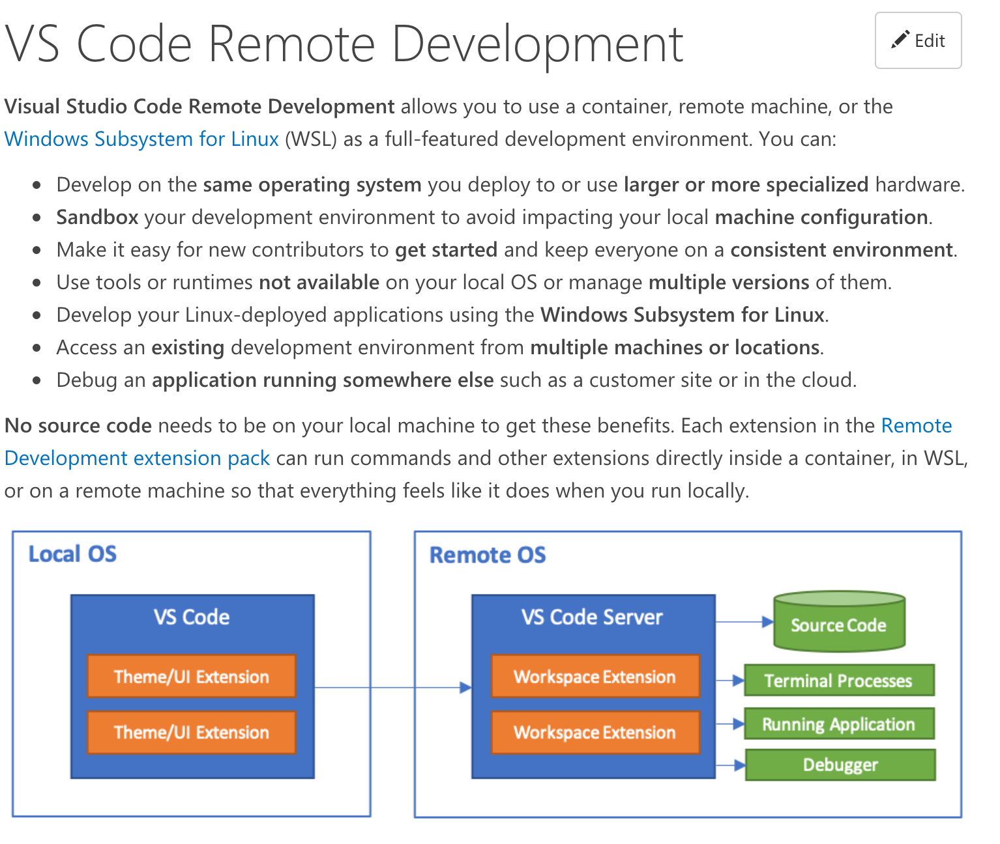 VS Code Remote Development
Edit
Visual Studio Code Remote Development allows you to use a container, remote machine, or the
Windows Subsystem for Linux (WSL) as a full-featured development environment. You can:
• Develop on the same operating system you deploy to or use larger or more specialized hardware.
• Sandbox your development environment to avoid impacting your local machine configuration.
• Make it easy for new contributors to get started and keep everyone on a consistent environment.
• Use tools or runtimes not available on your local OS or manage multiple versions of them.
• Develop your Linux-deployed applications using the Windows Subsystem for Linux.
• Access an existing development environment from multiple machines or locations.
• Debug an application running somewhere else such as a customer site or in the cloud.
No source code needs to be on your local machine to get these benefits. Each extension in the Remote
Development extension pack can run commands and other extensions directly inside a container, in WSL,
or on a remote machine so that everything feels like it does when you run locally.
Local OS
VS Code
Theme/UI Extension
Theme/UI Extension
Remote OS
VS Code Server
Workspace Extension
Workspace Extension
Source Code
Terminal Processes
Running Application
Debugger